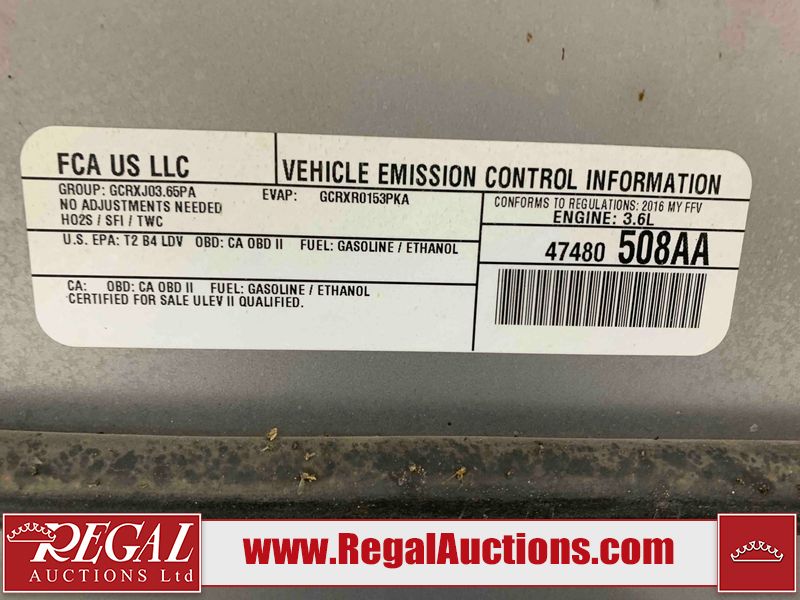 FCA US LLC
VEHICLE EMISSION CONTROL INFORMATION
GROUP: GCRXJ03.65PA EVAP: GCRXR0153PKA
NO ADJUSTMENTS NEEDED
HO2S / SFI / TWC
CONFORMS TO REGULATIONS: 2016 MY FFV
ENGINE: 3.6L
U.S. EPA: T2 B4 LDV OBD: CA OBD II FUEL: GASOLINE / ETHANOL
47480 508AA
CA: OBD: CA OBD II FUEL: GASOLINE / ETHANOL
CERTIFIED FOR SALE ULEV II QUALIFIED.
REGAL
AUCTIONS Ltd
www.RegalAuctions.com